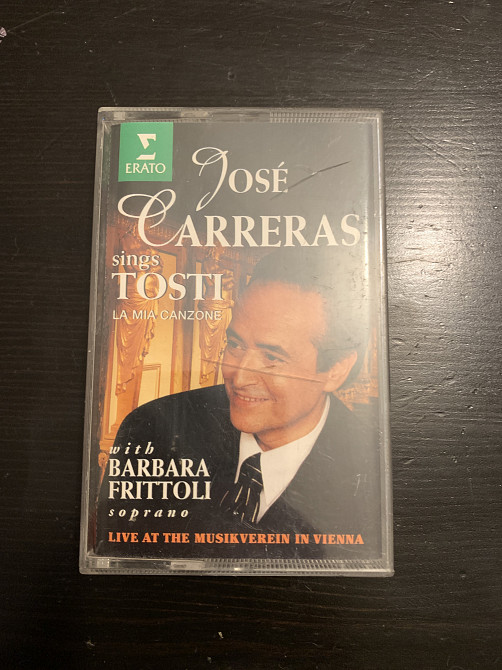 ERATO
JOSÉ
CARRERAS
sings
TOSTI
LA MIA CANZONE
with
BARBARA
FRITTOLI
soprano
LIVE AT THE MUSIKVEREIN IN VIENNA